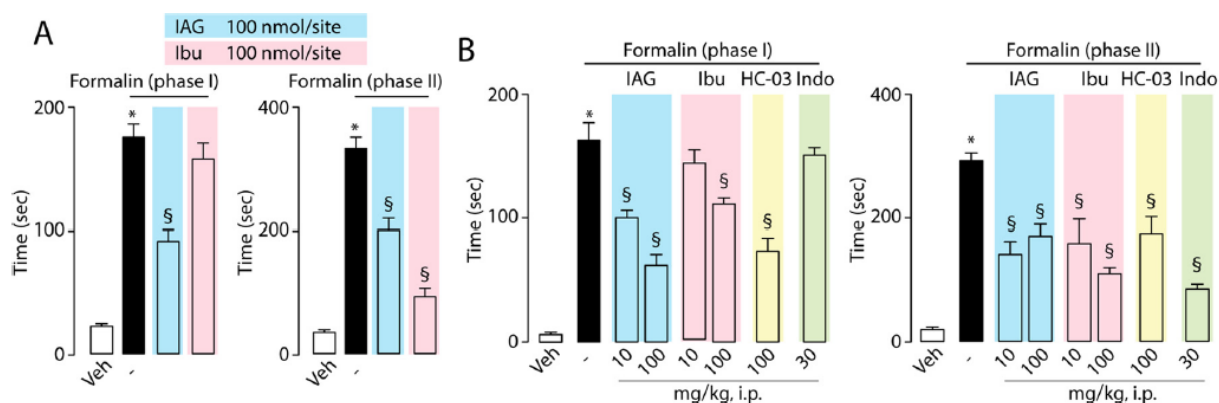 A
IAG 100 nmol/site
Ibu 100 nmol/site
Formalin (phase I)
200
100
0
Time (sec)
*
§
Veh
-
Formalin (phase II)
400
200
0
Time (sec)
*
§
§
Veh
-
B
Formalin (phase I)
IAG Ibu HC-03 Indo
200
100
0
Time (sec)
*
§
§
§
§
Veh
-
10
100
10
100
100
30
mg/kg, i.p.
Formalin (phase II)
IAG Ibu HC-03 Indo
400
200
0
Time (sec)
*
§ §
§
§
§
§
Veh
-
10
100
10
100
100
30
mg/kg, i.p.